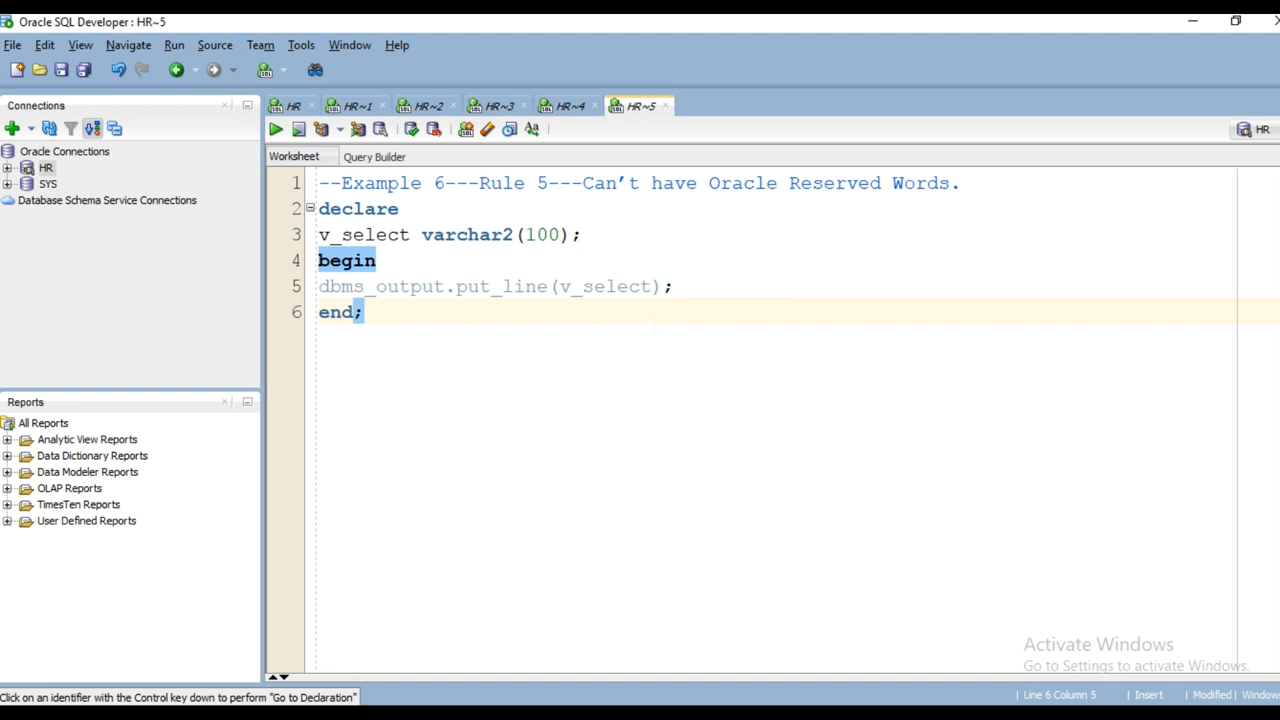 Oracle SQL Developer : HR~5
File Edit View Navigate Run Source Team Tools Window Help
Connections
HR HR~1 HR~2 HR~3 HR~4 HR~5
HR
Oracle Connections
HR
SYS
Database Schema Service Connections
Worksheet Query Builder
1 --Example 6---Rule 5---Can't have Oracle Reserved Words.
2 declare
3 v_select varchar2(100);
4 begin
5 dbms_output.put_line(v_select);
6 end;
Reports
All Reports
Analytic View Reports
Data Dictionary Reports
Data Modeler Reports
OLAP Reports
TimesTen Reports
User Defined Reports
Activate Windows
Go to Settings to activate Windows.
Click on an identifier with the Control key down to perform "Go to Declaration"
| Line 6 Column 5 | Insert | Modified | Windows